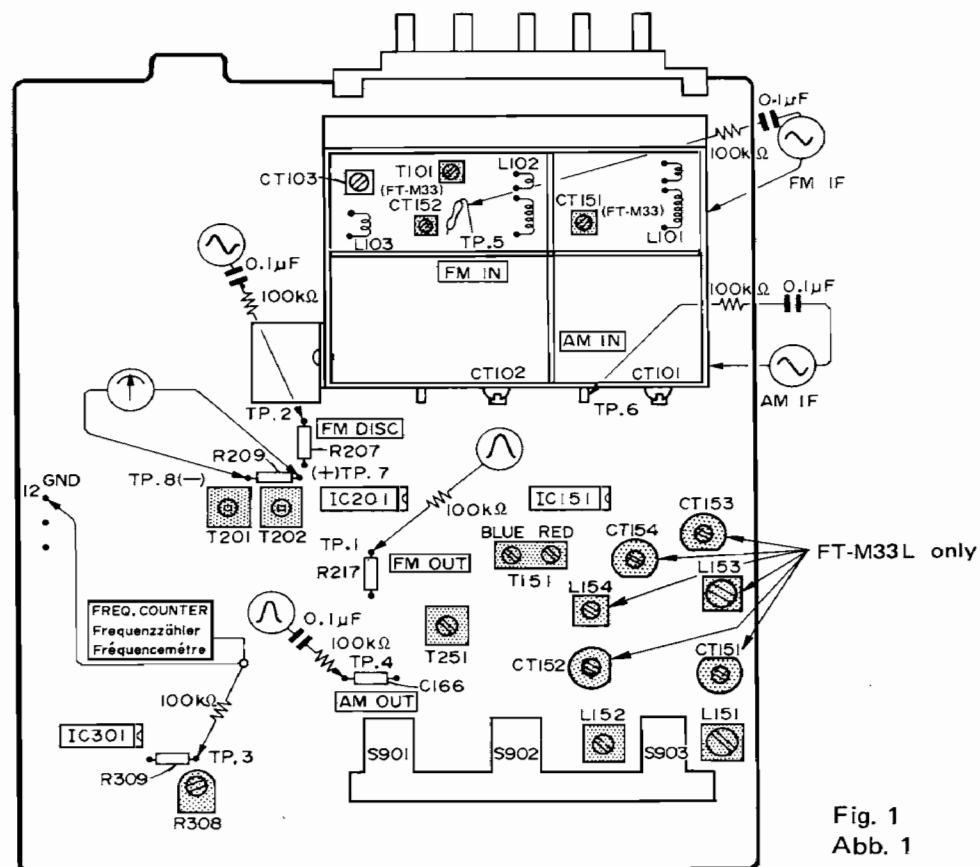 0.1µF
100kΩ
FM IF
T101
L102
CT103
(FT-M33)
CT152
CT151
(FT-M33)
L103
TP.5
L101
0.1µF
100kΩ
FM IN
100kΩ
0.1µF
AM IN
CT102
CT101
TP.6
AM IF
TP.2
FM DISC
R207
R209
TP.8(−)
(+)TP.7
12 GND
IC201
IC151
T201
T202
100kΩ
CT153
BLUE RED
CT154
TP.1
FT-M33L only
R217
FM OUT
T151
L154
L153
FREQ. COUNTER
Frequenzzähler
Fréquencemétre
0.1µF
100kΩ
T251
TP.4
CT152
CT151
C166
AM OUT
100kΩ
L152
L151
IC301
TP.3
S901
S902
S903
R309
R308
Fig. 1
Abb. 1